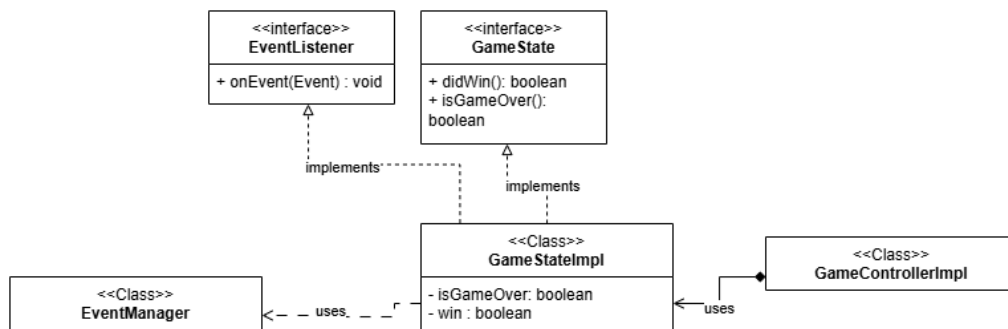 <<interface>>
EventListener
+ onEvent(Event) : void
<<interface>>
GameState
+ didWin(): boolean
+ isGameOver():
boolean
implements
implements
<<Class>>
GameStateImpl
- isGameOver: boolean
- win : boolean
<<Class>>
GameControllerImpl
uses
<<Class>>
EventManager
uses